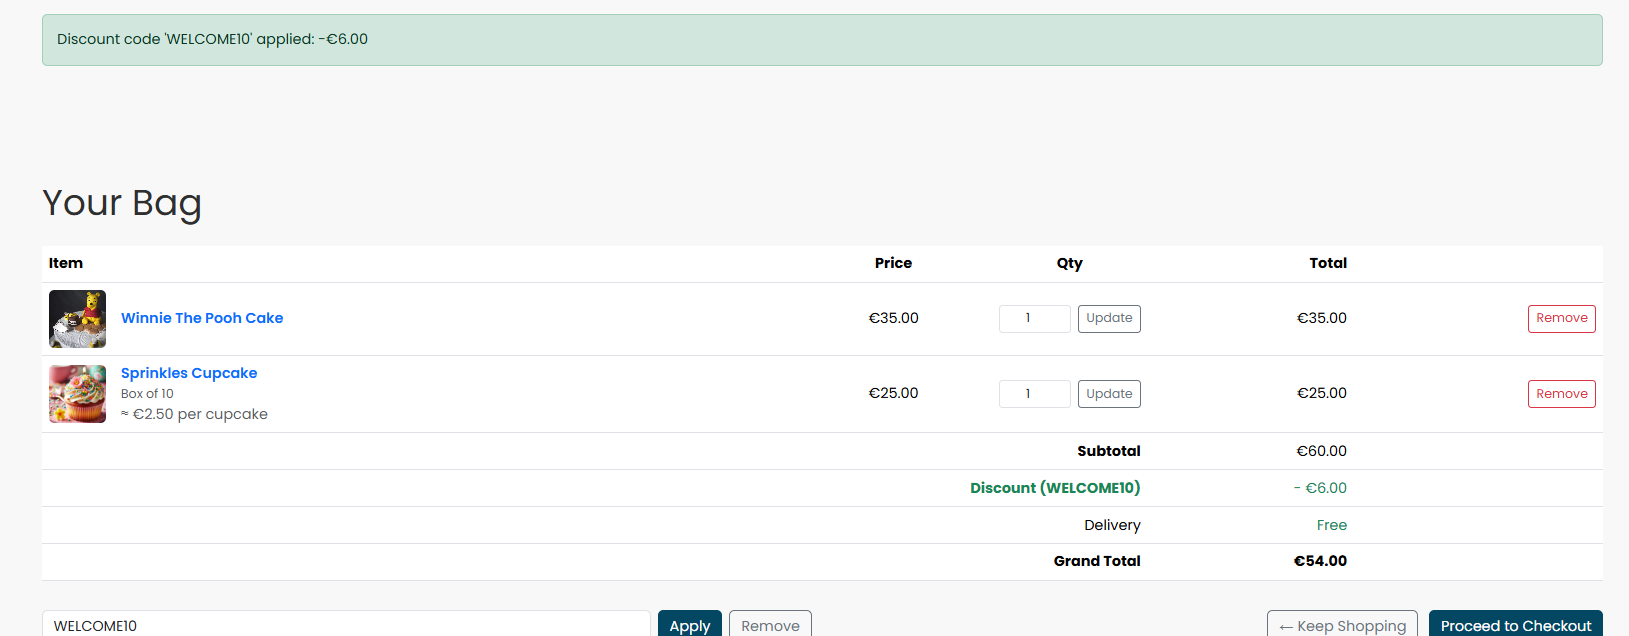 Discount code 'WELCOME10' applied: -€6.00
Your Bag
Item Price Qty Total
Winnie The Pooh Cake €35.00 1 Update €35.00 Remove
Sprinkles Cupcake
Box of 10
≈ €2.50 per cupcake
€25.00 1 Update €25.00 Remove
Subtotal €60.00
Discount (WELCOME10) - €6.00
Delivery Free
Grand Total €54.00
WELCOME10 Apply Remove ← Keep Shopping Proceed to Checkout